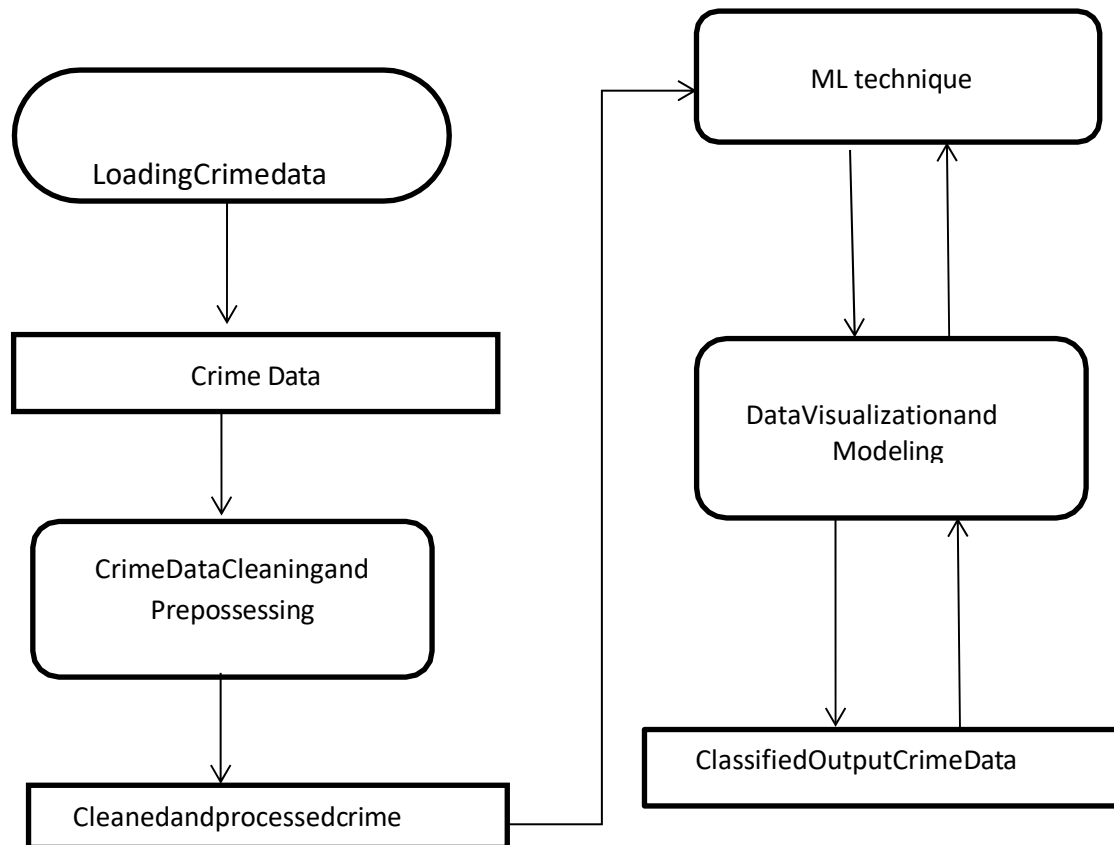 LoadingCrimedata
Crime Data
CrimeDataCleaningand
Prepossessing
Cleanedandprocessedcrime
ML technique
DataVisualizationand
Modeling
ClassifiedOutputCrimeData